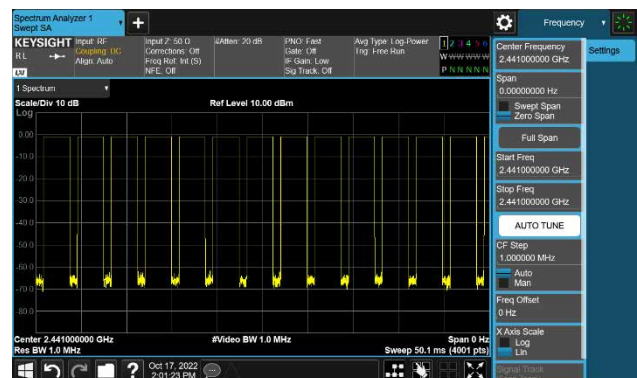 Spectrum Analyzer 1
Swept SA
Frequency
KEYSIGHT
Input: RF
Input Z: 50 Ω
#Atten: 20 dB
PNO: Fast
Avg Type: Log-Power
1 2 3 4 5 6
R L
Coupling: DC
Corrections: Off
Gate: Off
Trig: Free Run
W W W W W W
Align: Auto
Freq Ref: Int (S)
IF Gain: Low
NFE: Off
Sig Track: Off
P N N N N N
LW
1 Spectrum
Scale/Div 10 dB
Ref Level 10.00 dBm
Log
0.00
-10.0
-20.0
-30.0
-40.0
-50.0
-60.0
-80.0
Center 2.441000000 GHz
#Video BW 1.0 MHz
Span 0 Hz
Res BW 1.0 MHz
Sweep 50.1 ms (4001 pts)
Oct 17, 2022
2:01:23 PM
Center Frequency
2.441000000 GHz
Settings
Span
0.00000000 Hz
Swept Span
Zero Span
Full Span
Start Freq
2.441000000 GHz
Stop Freq
2.441000000 GHz
AUTO TUNE
CF Step
1.000000 MHz
Auto
Man
Freq Offset
0 Hz
X Axis Scale
Log
Lin
Signal Track